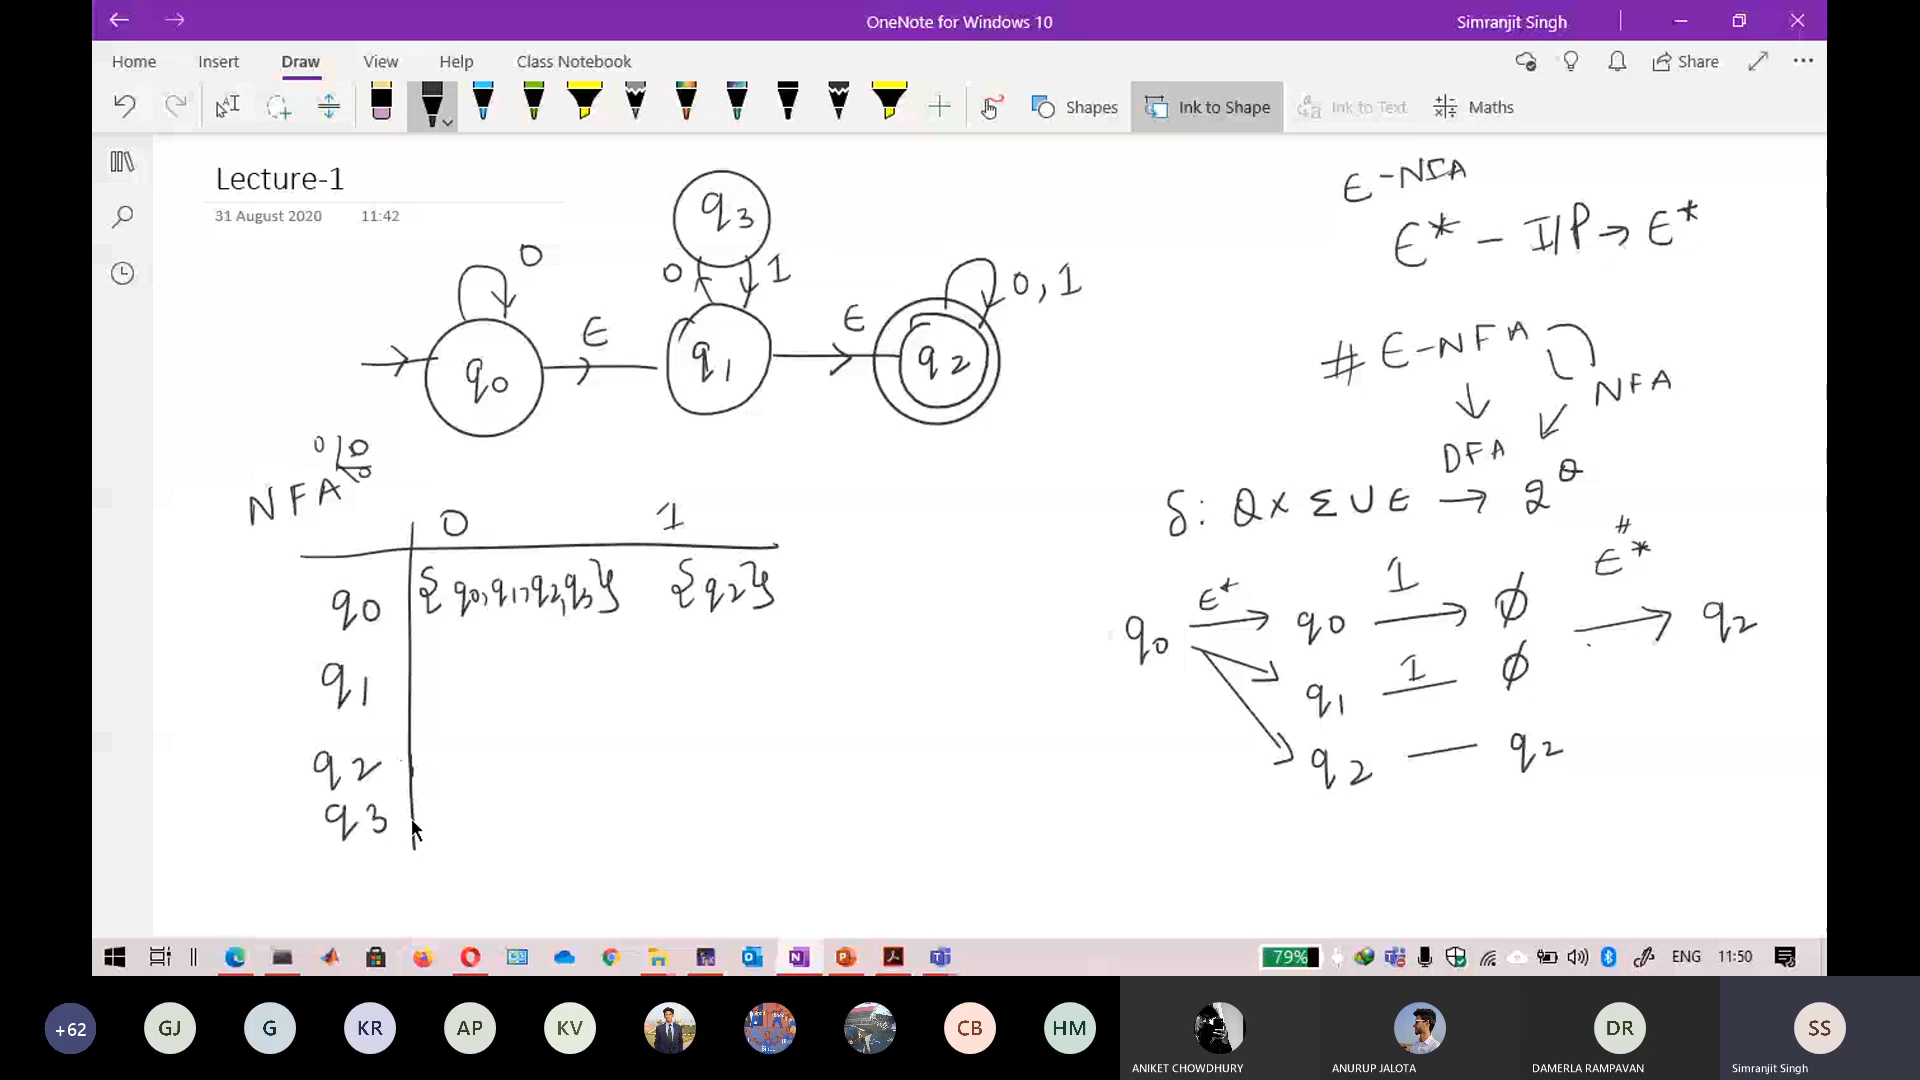 OneNote for Windows 10
Simranjit Singh
Home Insert Draw View Help Class Notebook
Share
Shapes
Ink to Shape
Ink to Text
Maths
Lecture-1
31 August 2020 11:42
q3
0 1
0
0, 1
ϵ
ϵ
q0
q1
q2
NFA
0 1
q0 {q0, q1, q2, q3} {q2}
q1
q2
q3
ϵ-NFA
ϵ* - I/P → ϵ*
# ϵ-NFA
NFA
↓
DFA
δ: Q X Σ U ϵ → 2^Q
#
q0 ϵ* → q0 1 → ϕ ϵ* → q2
q1 1 — ϕ
q2 — q2
79%
ENG 11:50
+62
GJ
G
KR
AP
KV
CB
HM
DR
SS
ANIKET CHOWDHURY
ANURUP JALOTA
DAMERLA RAMPAVAN
Simranjit Singh